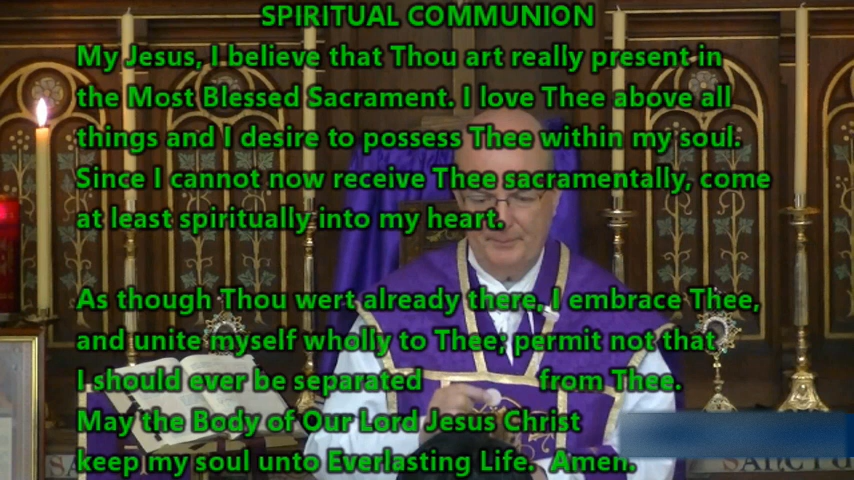 SPIRITUAL COMMUNION
My Jesus, I believe that Thou art really present in
the Most Blessed Sacrament. I love Thee above all
things and I desire to possess Thee within my soul.
Since I cannot now receive Thee sacramentally, come
at least spiritually into my heart.
As though Thou wert already there, I embrace Thee,
and unite myself wholly to Thee; permit not that
I should ever be separated from Thee.
May the Body of Our Lord Jesus Christ
keep my soul unto Everlasting Life. Amen.